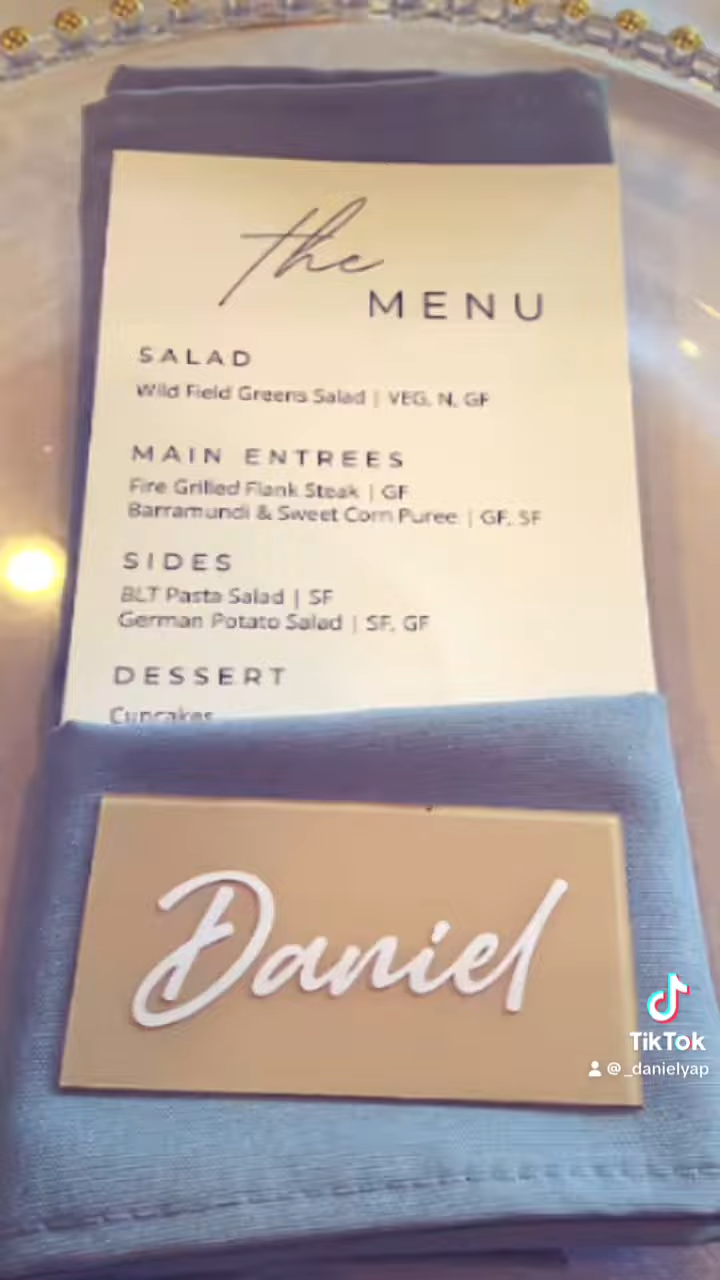 the
MENU
SALAD
Wild Field Greens Salad | VEG, N, GF
MAIN ENTREES
Fire Grilled Flank Steak | GF
Barramundi & Sweet Corn Puree | GF, SF
SIDES
BLT Pasta Salad | SF
German Potato Salad | SF, GF
DESSERT
Cupcakes
Daniel
TikTok
@_danielyap